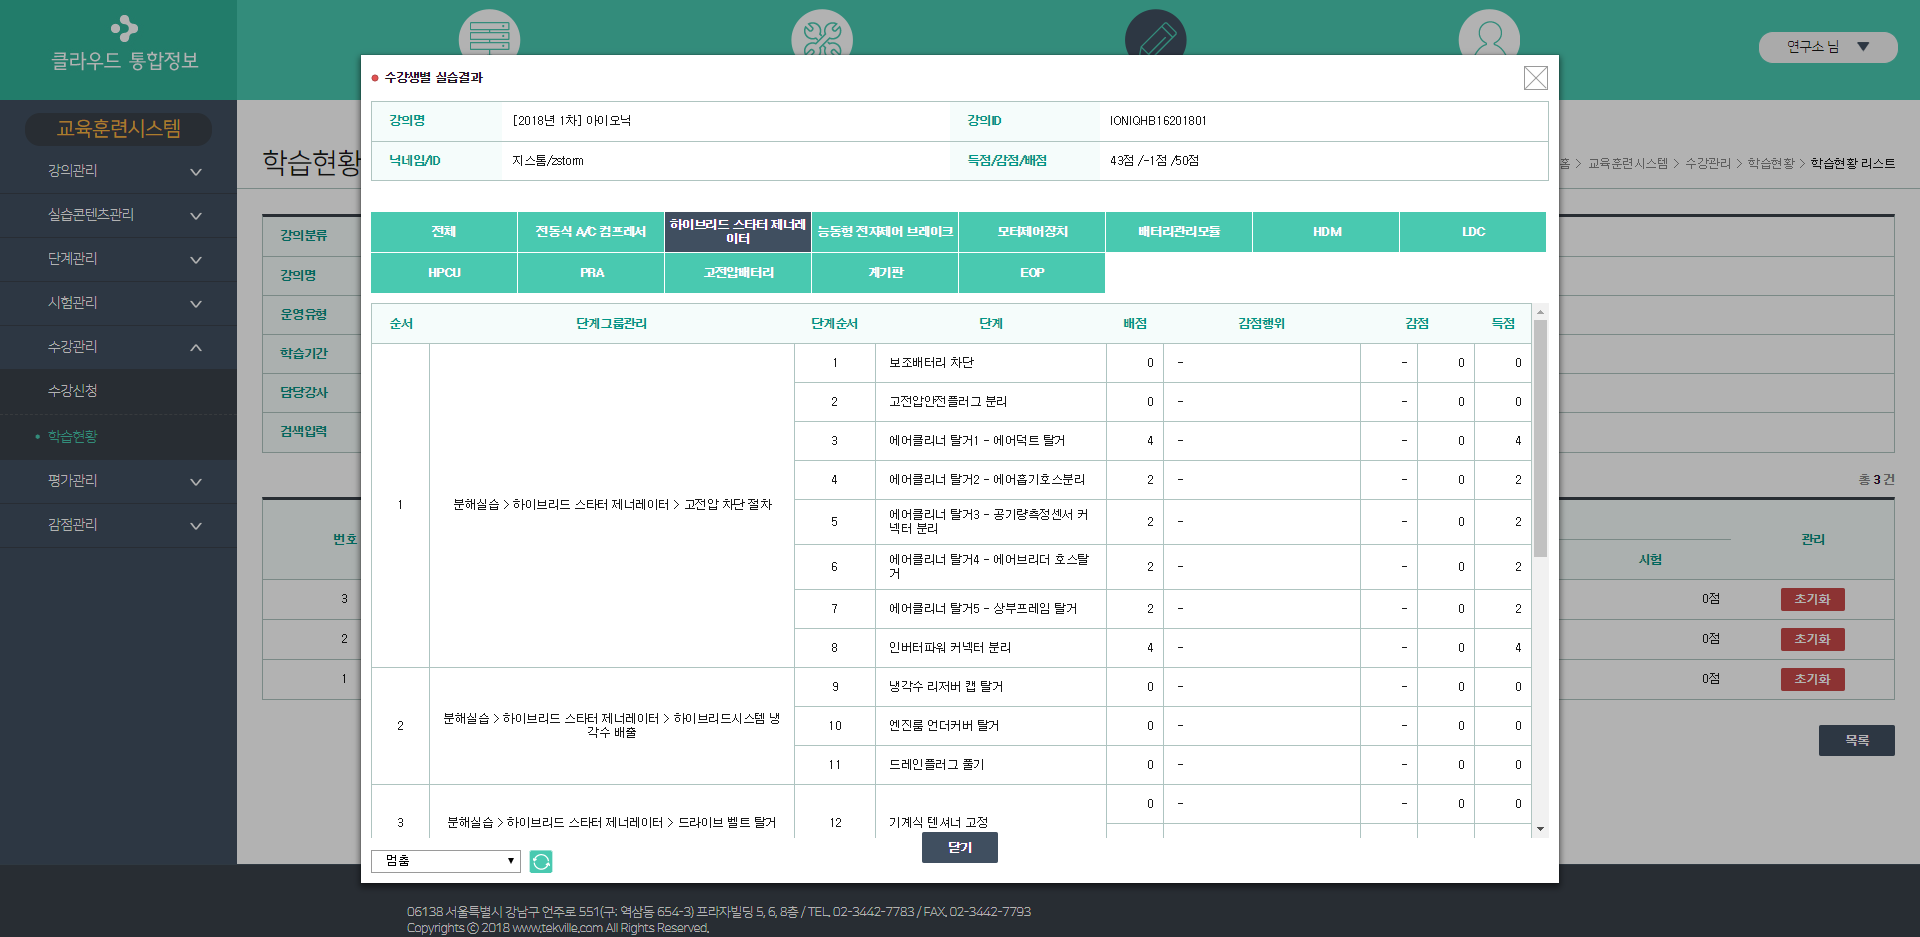 클라우드 통합정보
연구소 님 ▼
교육훈련시스템
강의관리
실습콘텐츠관리
단계관리
시험관리
수강관리
수강신청
학습현황
평가관리
감점관리
학습현황
홈 > 교육훈련시스템 > 수강관리 > 학습현황 > 학습현황 리스트
강의분류
강의명
운영유형
학습기간
담당강사
검색입력
총 3 건
번호
시험
관리
3 0점 초기화
2 0점 초기화
1 0점 초기화
목록
수강생별 실습결과
강의명 [2018년 1차] 아이오닉 강의ID IONIQHB16201801
닉네임/ID 지스톰/zstorm 득점/감점/배점 43점 /-1점 /50점
전체 전동식 A/C 컴프레서 하이브리드 스타터 제너레
이터 능동형 전자제어 브레이크 모터제어장치 배터리관리모듈 HDM LDC
HPCU PRA 고전압배터리 계기판 EOP
순서 단계그룹관리 단계순서 단계 배점 감점행위 감점 득점
1 분해실습 > 하이브리드 스타터 제너레이터 > 고전압 차단 절차
1 보조배터리 차단 0 - - 0 0
2 고전압안전플러그 분리 0 - - 0 0
3 에어클리너 탈거1 - 에어덕트 탈거 4 - - 0 4
4 에어클리너 탈거2 - 에어흡기호스분리 2 - - 0 2
5 에어클리너 탈거3 - 공기량측정센서 커
넥터 분리 2 - - 0 2
6 에어클리너 탈거4 - 에어브리더 호스탈
거 2 - - 0 2
7 에어클리너 탈거5 - 상부프레임 탈거 2 - - 0 2
8 인버터파워 커넥터 분리 4 - - 0 4
2 분해실습 > 하이브리드 스타터 제너레이터 > 하이브리드시스템 냉
각수 배출
9 냉각수 리저버 캡 탈거 0 - - 0 0
10 엔진룸 언더커버 탈거 0 - - 0 0
11 드레인플러그 풀기 0 - - 0 0
3 분해실습 > 하이브리드 스타터 제너레이터 > 드라이브 벨트 탈거 12 기계식 텐셔너 고정 0 - - 0 0
멈춤 ▼
닫기
06138 서울특별시 강남구 언주로 551(구: 역삼동 654-3) 프라자빌딩 5, 6, 8층 / TEL. 02-3442-7783 / FAX. 02-3442-7793
Copyrights ⓒ 2018 www.tekville.com All Rights Reserved.